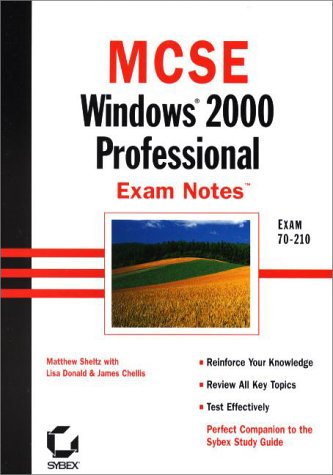 MCSE
Windows® 2000
Professional
Exam Notes™
EXAM
70-210
Matthew Sheltz with
Lisa Donald & James Chellis
▪ Reinforce Your Knowledge
▪ Review All Key Topics
▪ Test Effectively
Perfect Companion to the
Sybex Study Guide
SYBEX®